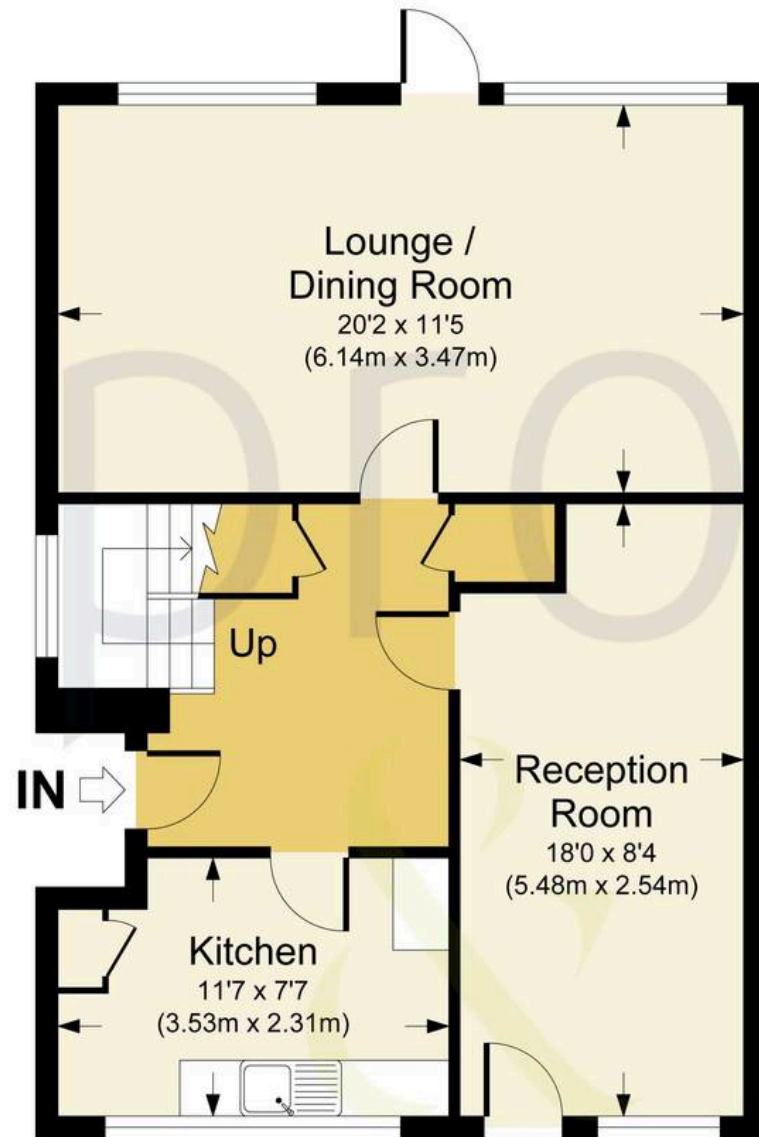 Lounge /
Dining Room
20'2 x 11'5
(6.14m x 3.47m)
Up
IN
Reception
Room
18'0 x 8'4
(5.48m x 2.54m)
Kitchen
11'7 x 7'7
(3.53m x 2.31m)
pro
&